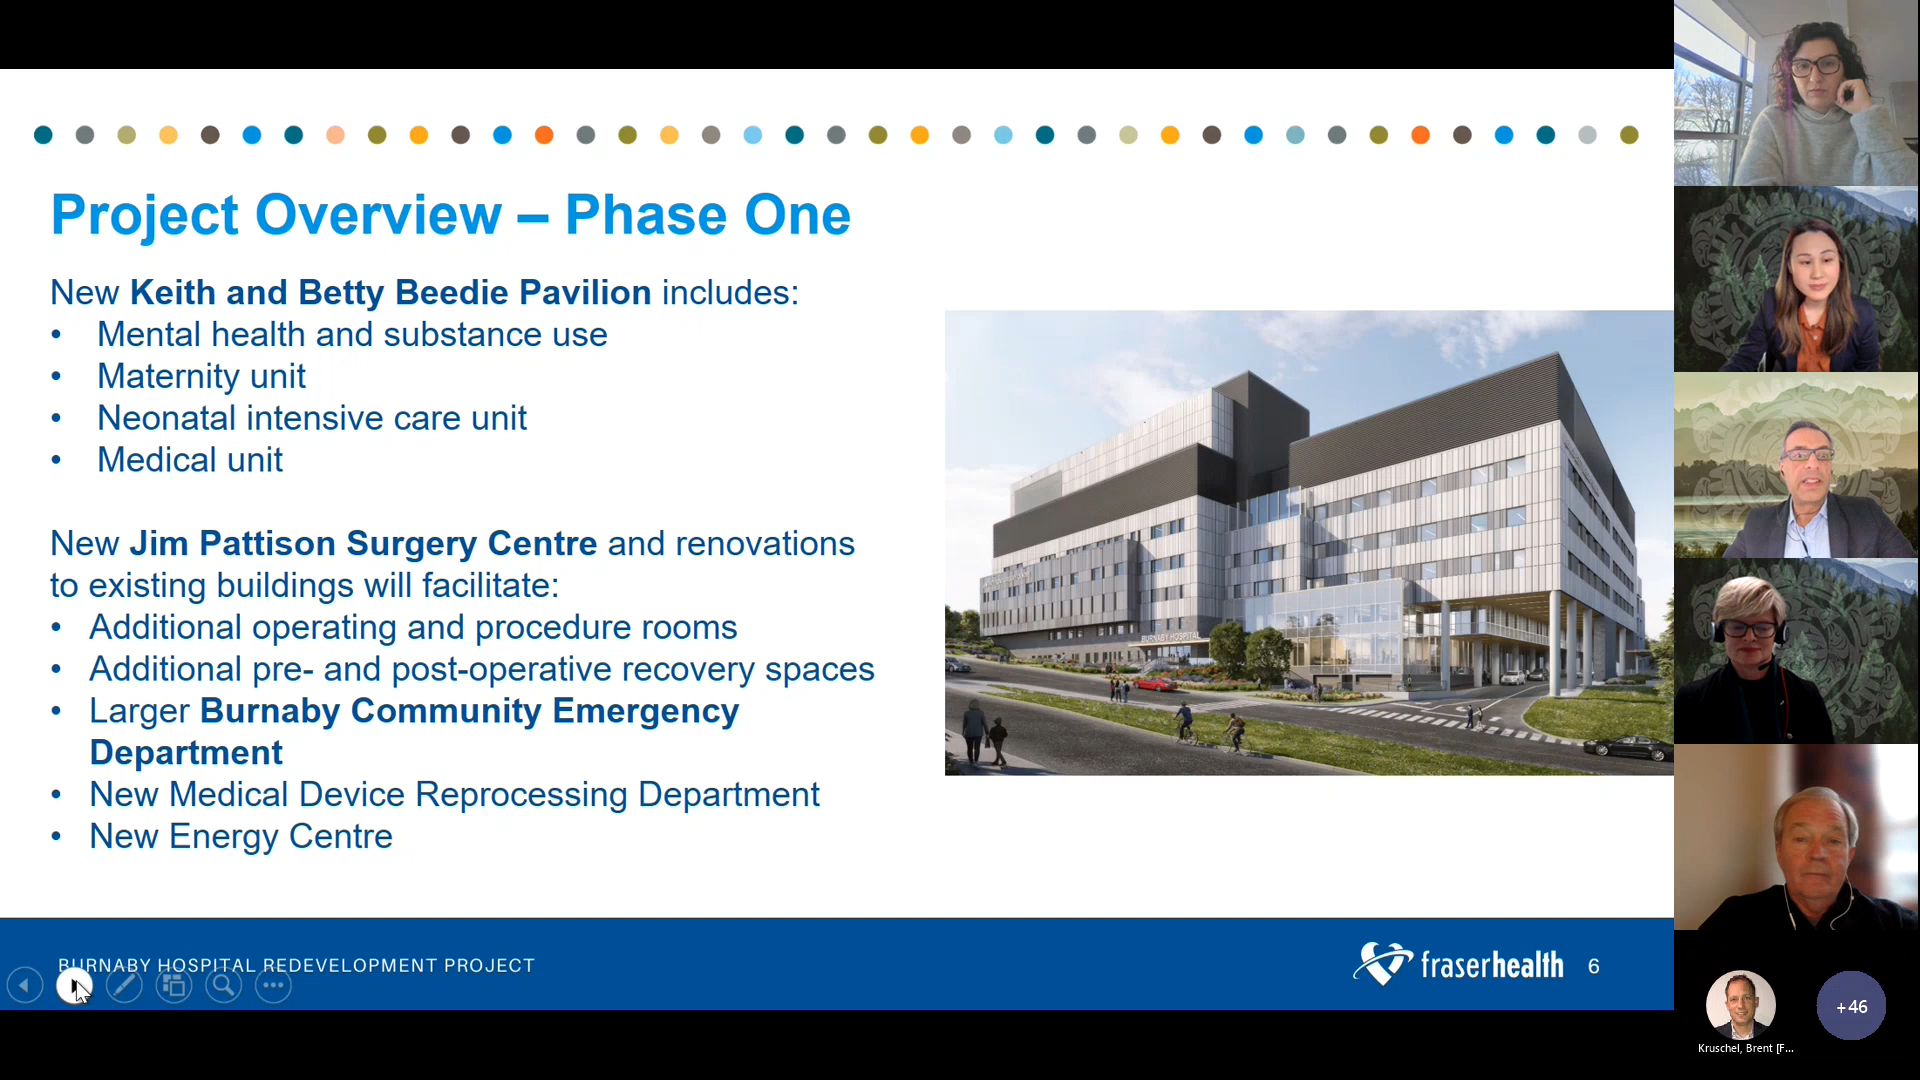 Project Overview – Phase One
New Keith and Betty Beedie Pavilion includes:
• Mental health and substance use
• Maternity unit
• Neonatal intensive care unit
• Medical unit
New Jim Pattison Surgery Centre and renovations
to existing buildings will facilitate:
• Additional operating and procedure rooms
• Additional pre- and post-operative recovery spaces
• Larger Burnaby Community Emergency
Department
• New Medical Device Reprocessing Department
• New Energy Centre
BURNABY HOSPITAL
BURNABY HOSPITAL REDEVELOPMENT PROJECT
fraserhealth
6
+46
Kruschel, Brent [F...